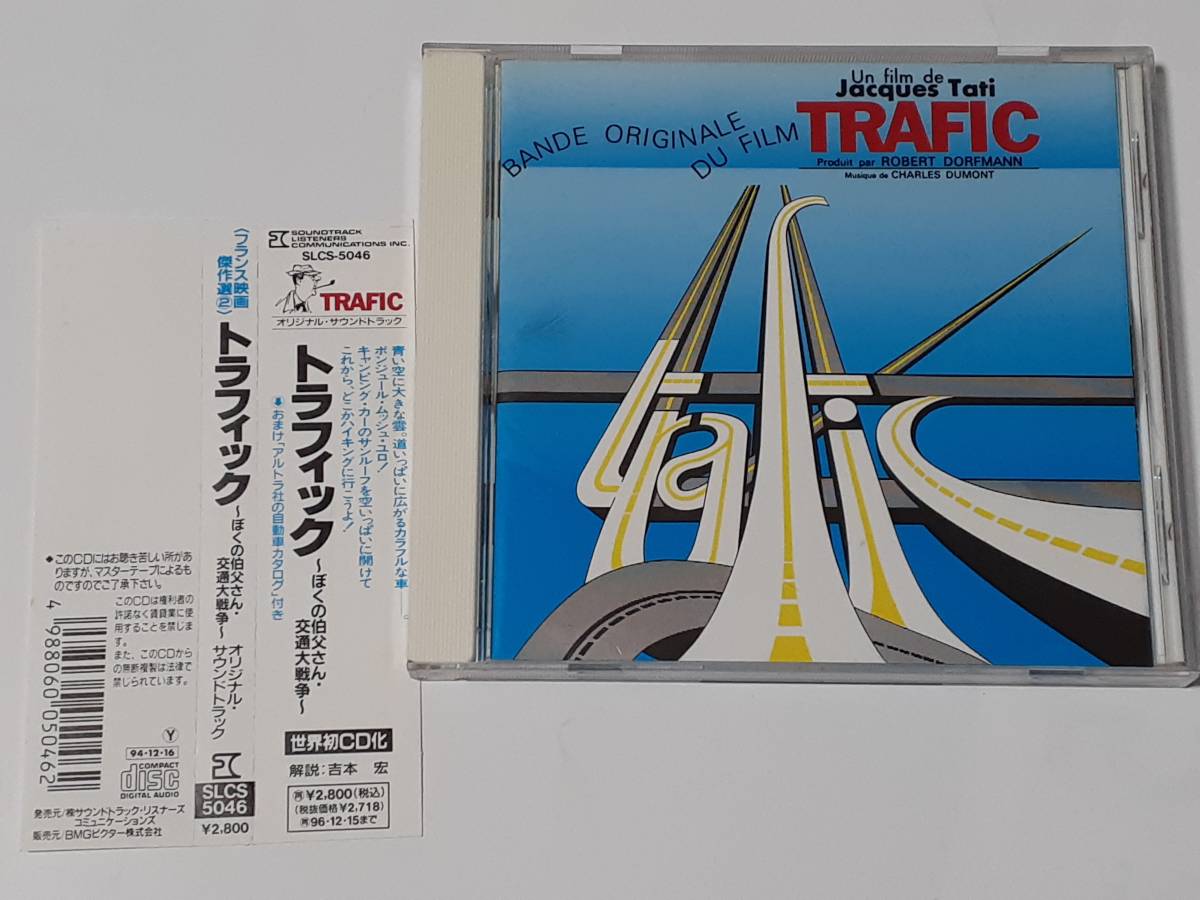 Un film de
Jacques Tati
TRAFIC
BANDE ORIGINALE
DU FILM
Produit par ROBERT DORFMANN
Musique de CHARLES DUMONT
trafic
SOUNDTRACK
LISTENERS
COMMUNICATIONS INC.
SLCS-5046
TRAFIC
オリジナル・サウンドトラック
青い空に大きな雲。道いっぱいに広がるカラフルな車……。
ボンジュール・ムッシュ・ユロ!
キャンピング・カーのサンルーフを空いっぱいに開けて
これから、どこかハイキングに行こうよ!
おまけ「アルトラ社の自動車カタログ」付き
トラフィック
〜ぼくの伯父さん・
交通大戦争〜
世界初CD化
解説:吉本 宏
¥2,800(税込)
(税抜価格¥2,718)
96・12・15まで
〈フランス映画
傑作選②〉
トラフィック
〜ぼくの伯父さん・
交通大戦争〜
オリジナル・
サウンドトラック
SLCS
5046
¥2,800
◆このCDにはお聴き苦しい所があ
りますが、マスターテープによるも
のですのでご了承下さい。
このCDは権利者の
許諾なく賃貸業に使
用することを禁じま
す。
また、このCDから
の無断複製は法律で
禁じられています。
4 988060 050462
Y
94・12・16
COMPACT
disc
DIGITAL AUDIO
発売元/㈱サウンドトラック・リスナーズ
コミュニケーションズ
販売元/BMGビクター株式会社